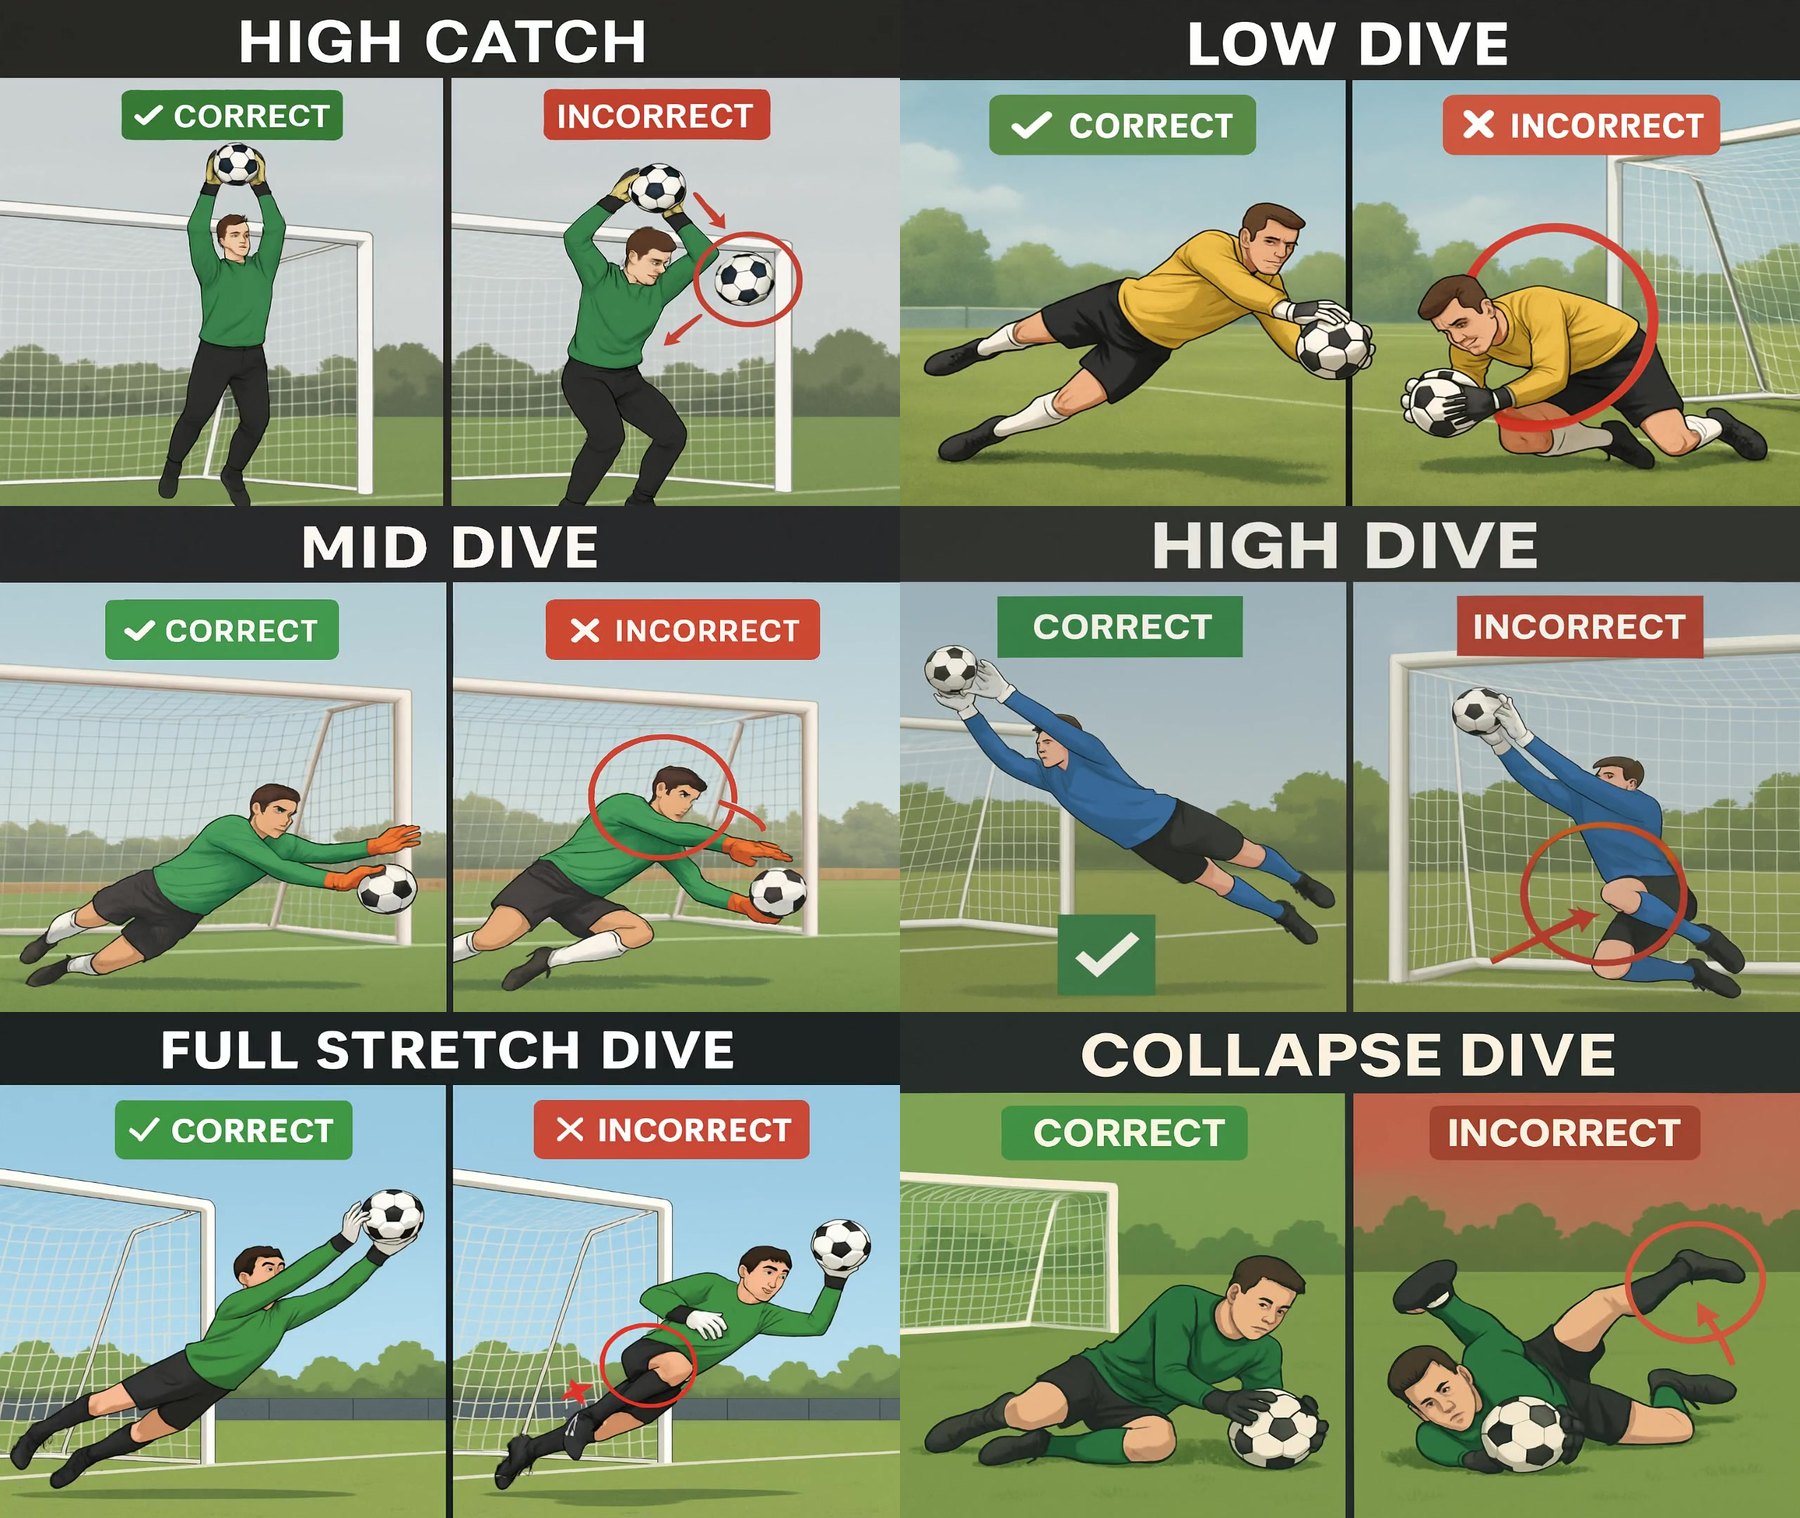 HIGH CATCH
CORRECT
INCORRECT
LOW DIVE
CORRECT
INCORRECT
MID DIVE
CORRECT
INCORRECT
HIGH DIVE
CORRECT
INCORRECT
FULL STRETCH DIVE
CORRECT
INCORRECT
COLLAPSE DIVE
CORRECT
INCORRECT